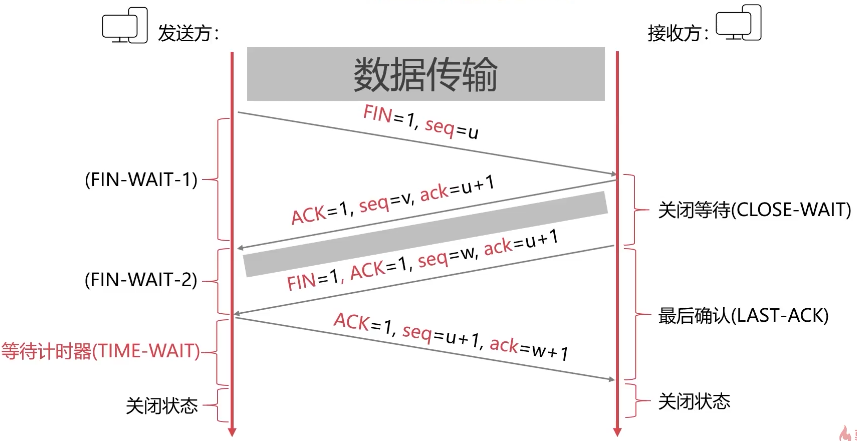 发送方：
接收方：
数据传输
FIN=1, seq=u
(FIN-WAIT-1)
ACK=1, seq=v, ack=u+1
关闭等待(CLOSE-WAIT)
FIN=1, ACK=1, seq=w, ack=u+1
(FIN-WAIT-2)
最后确认(LAST-ACK)
ACK=1, seq=u+1, ack=w+1
等待计时器(TIME-WAIT)
关闭状态
关闭状态